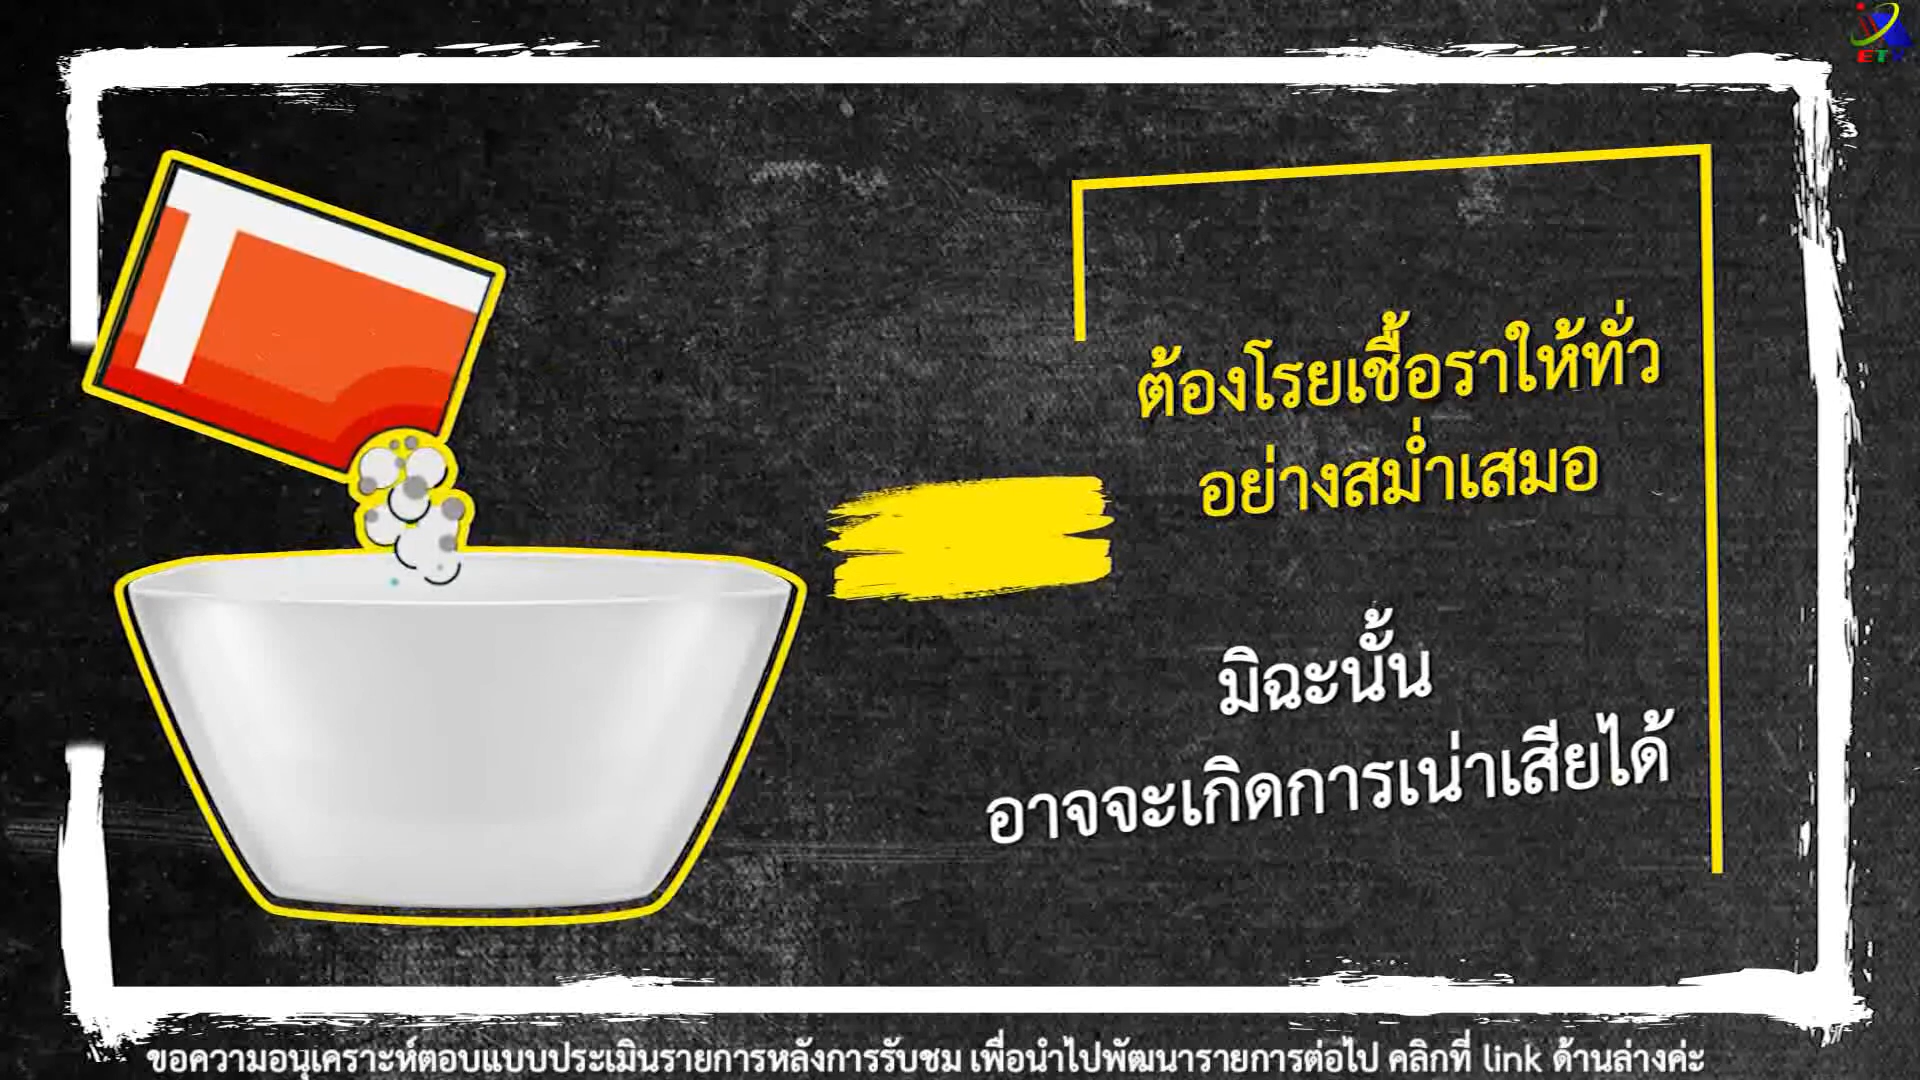 ต้องโรยเชื้อราให้ทั่ว
อย่างสม่ำเสมอ
มิฉะนั้น
อาจจะเกิดการเน่าเสียได้
ขอความอนุเคราะห์ตอบแบบประเมินรายการหลังการรับชม เพื่อนำไปพัฒนารายการต่อไป คลิกที่ link ด้านล่างค่ะ